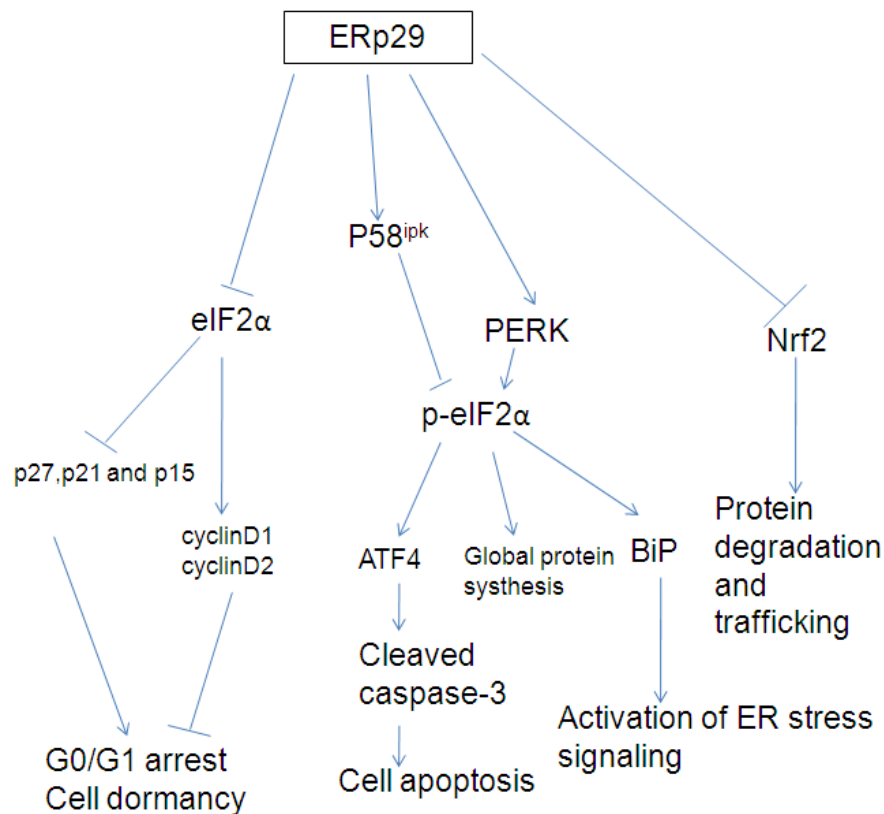 ERp29
P58ipk
eIF2α
PERK
Nrf2
p-eIF2α
p27,p21 and p15
cyclinD1
cyclinD2
ATF4
Global protein
systhesis
BiP
Protein
degradation
and
trafficking
Cleaved
caspase-3
Activation of ER stress
signaling
G0/G1 arrest
Cell dormancy
Cell apoptosis